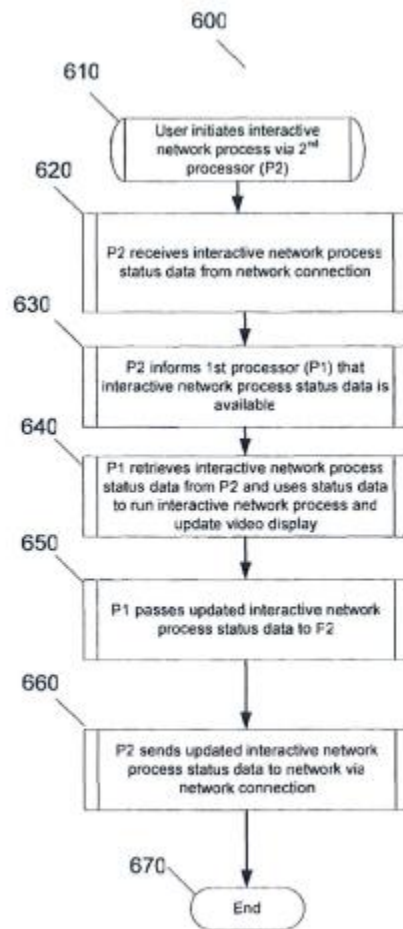 600
610
User initiates interactive
network process via 2nd
processor (P2)
620
P2 receives interactive network process
status data from network connection
630
P2 informs 1st processor (P1) that
interactive network process status data is
available
640
P1 retrieves interactive network process
status data from P2 and uses status data
to run interactive network process and
update video display
650
P1 passes updated interactive network
process status data to P2
660
P2 sends updated interactive network
process status data to network via
network connection
670
End